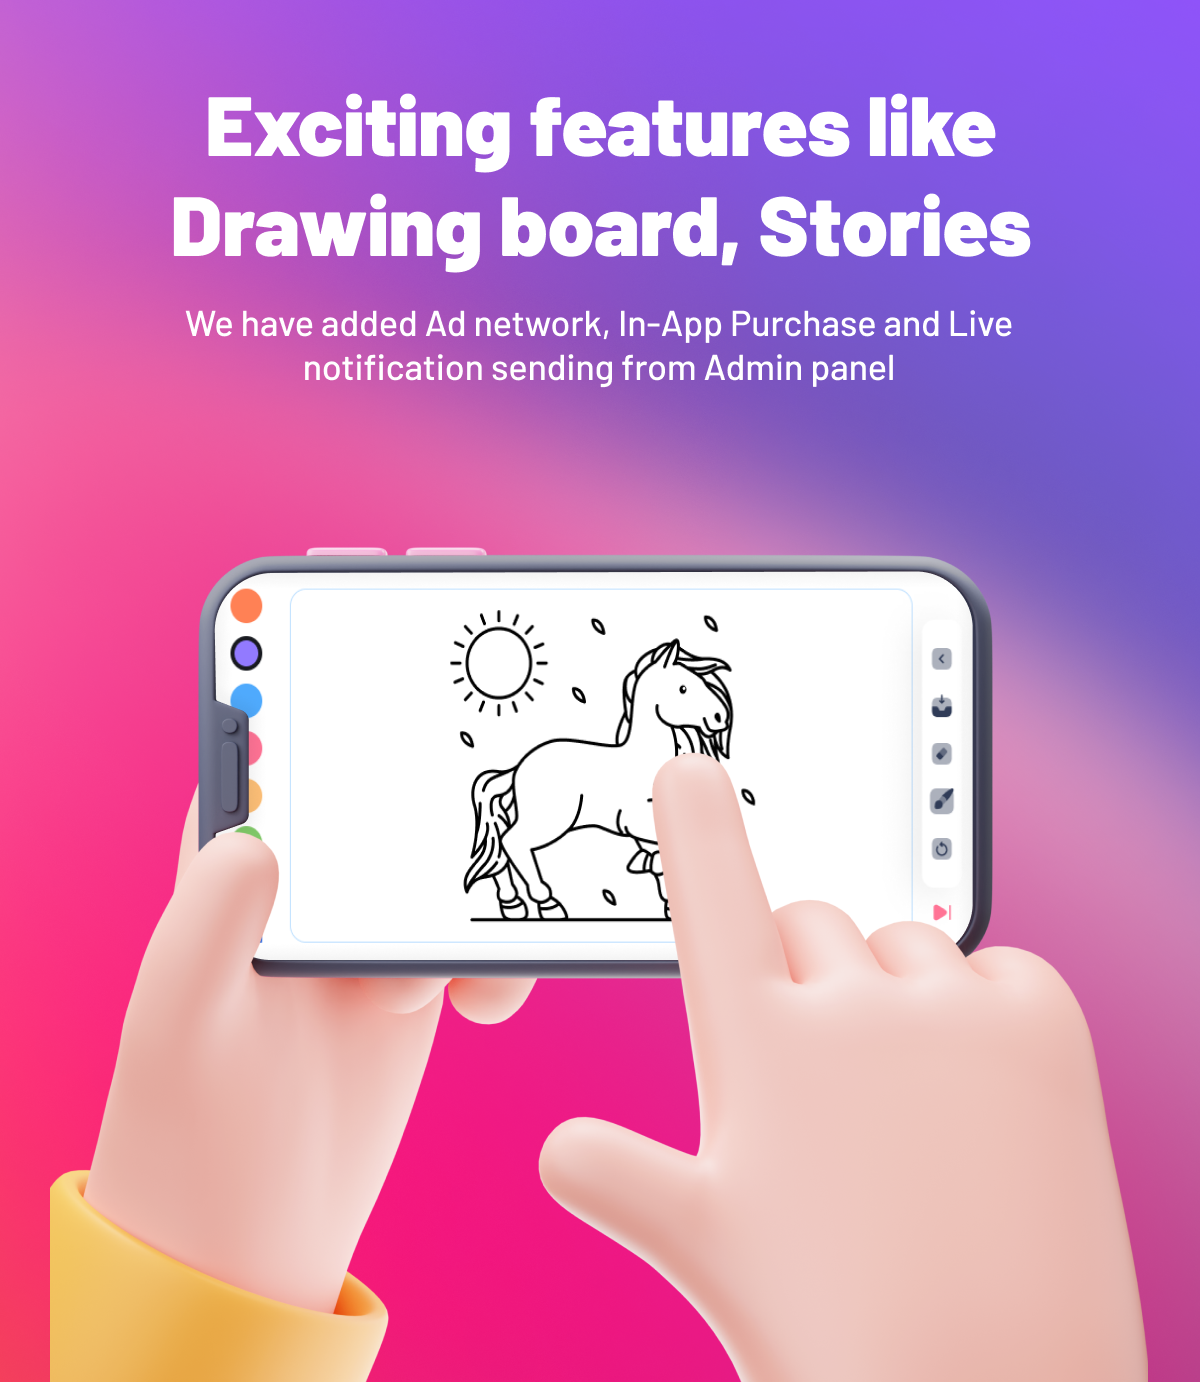 Exciting features like
Drawing board, Stories
We have added Ad network, In-App Purchase and Live
notification sending from Admin panel